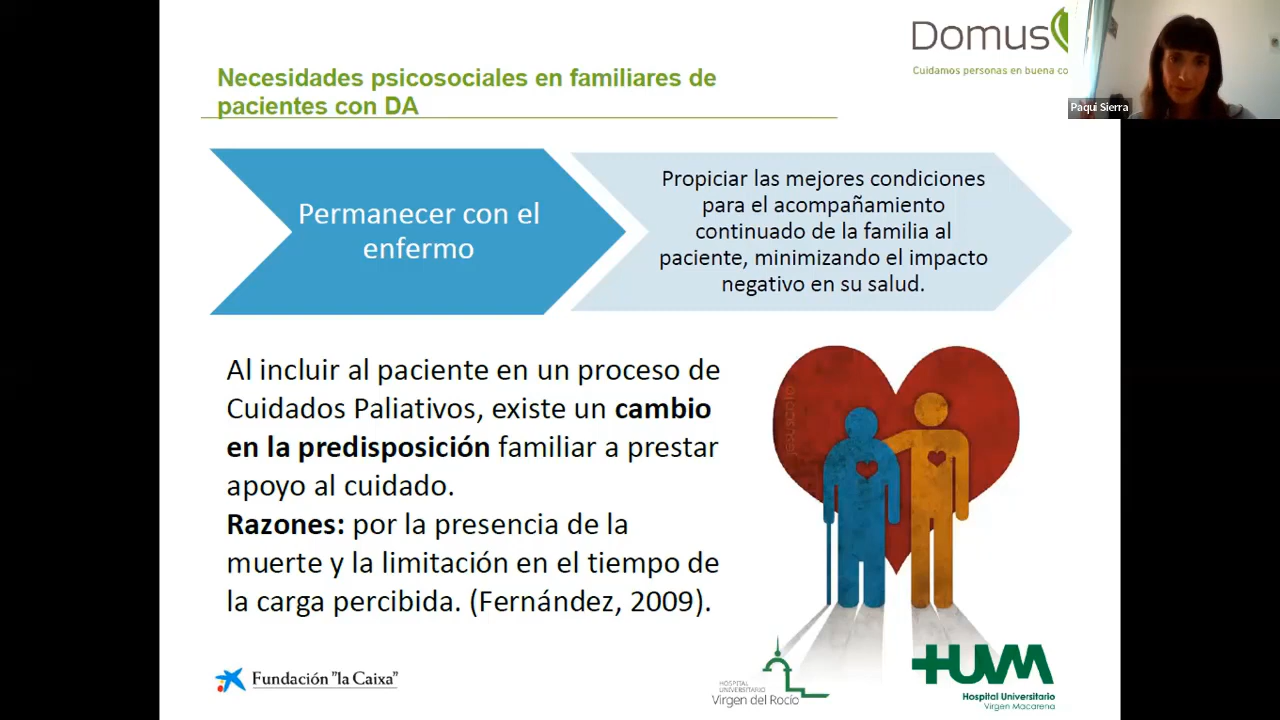 Domus
Cuidamos personas en buena co
Paqui Sierra
Necesidades psicosociales en familiares de
pacientes con DA
Permanecer con el
enfermo
Propiciar las mejores condiciones
para el acompañamiento
continuado de la familia al
paciente, minimizando el impacto
negativo en su salud.
Al incluir al paciente en un proceso de
Cuidados Paliativos, existe un cambio
en la predisposición familiar a prestar
apoyo al cuidado.
Razones: por la presencia de la
muerte y la limitación en el tiempo de
la carga percibida. (Fernández, 2009).
Fundación "la Caixa"
HOSPITAL
UNIVERSITARIO
Virgen del Rocío
HUVM
Hospital Universitario
Virgen Macarena